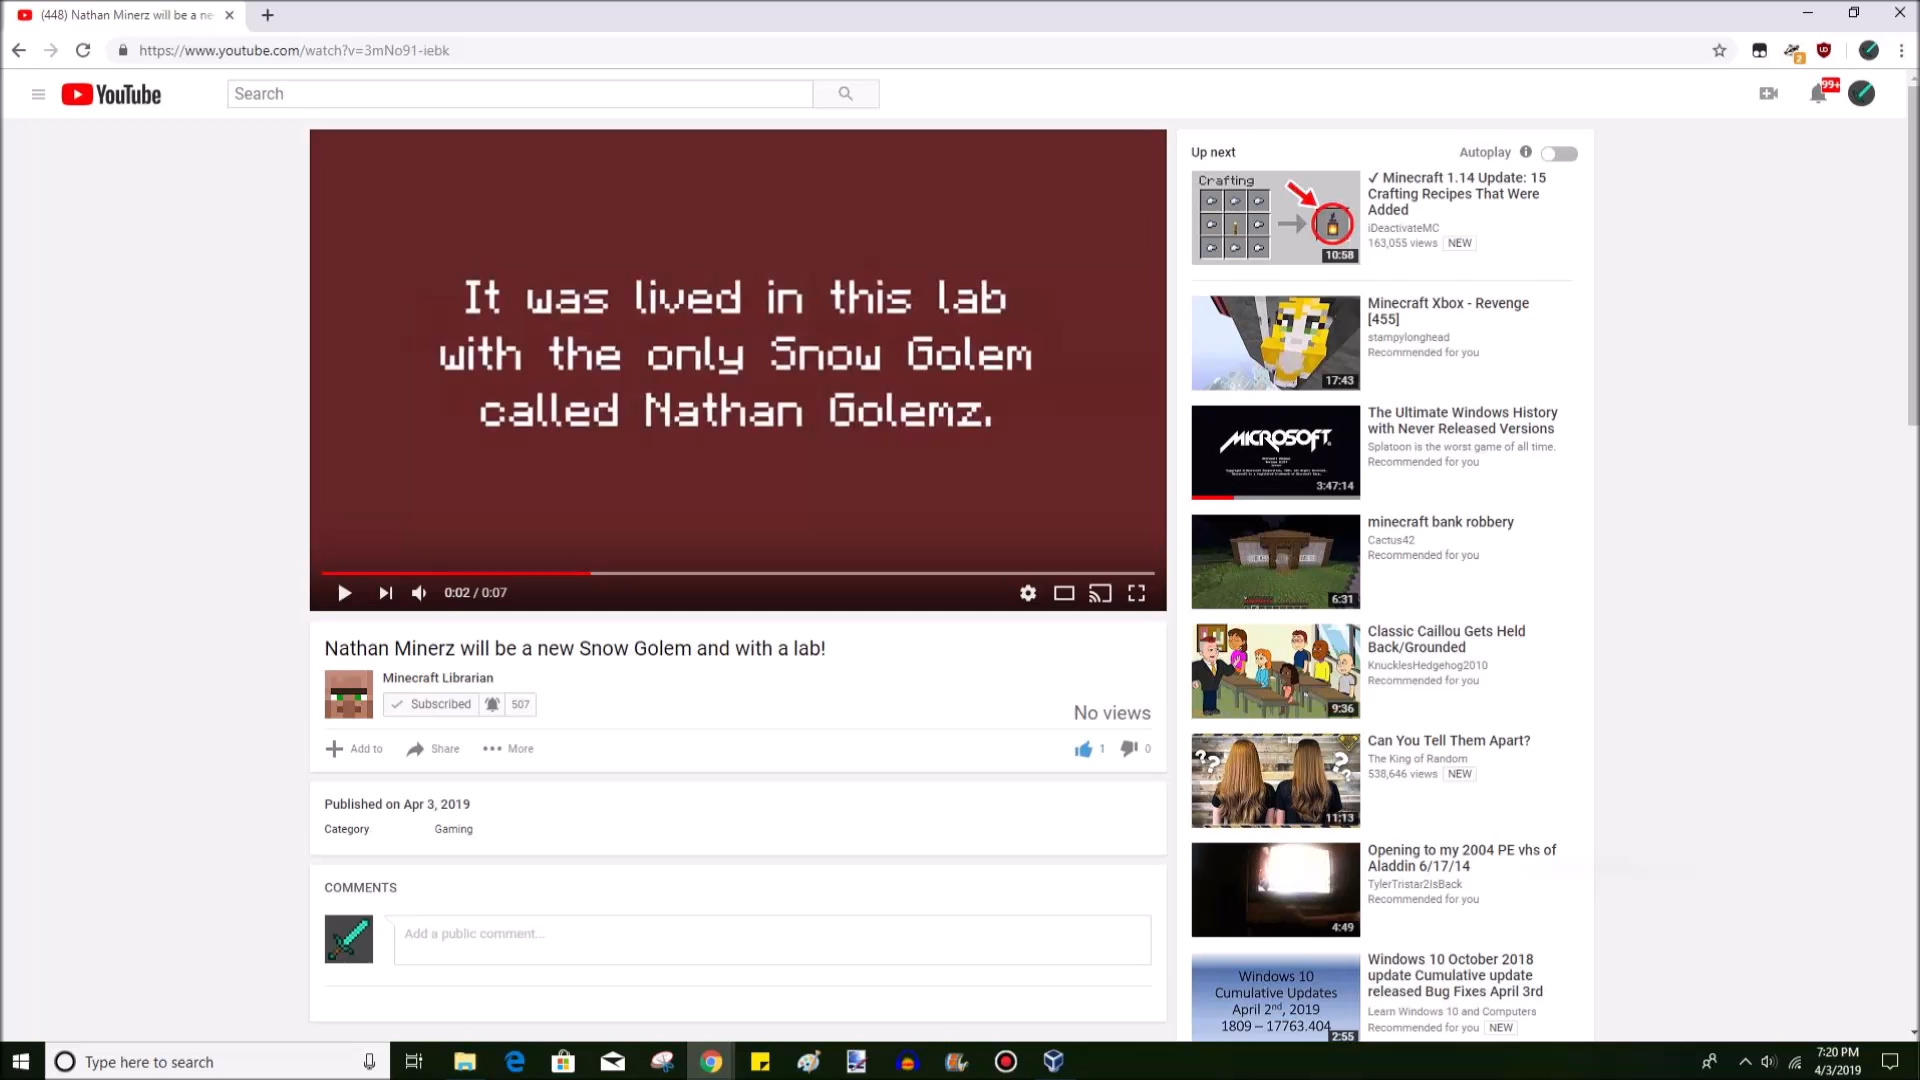 (448) Nathan Minerz will be a ne
https://www.youtube.com/watch?v=3mNo91-iebk
2
YouTube
Search
99+
It was lived in this lab
with the only Snow Golem
called Nathan Golemz.
0:02 / 0:07
Nathan Minerz will be a new Snow Golem and with a lab!
Minecraft Librarian
Subscribed 507
No views
Add to Share More
1 0
Published on Apr 3, 2019
Category Gaming
COMMENTS
Add a public comment...
Up next Autoplay
Crafting
10:58
✓ Minecraft 1.14 Update: 15
Crafting Recipes That Were
Added
iDeactivateMC
163,055 views NEW
17:43
Minecraft Xbox - Revenge
[455]
stampylonghead
Recommended for you
MICROSOFT
3:47:14
The Ultimate Windows History
with Never Released Versions
Splatoon is the worst game of all time.
Recommended for you
6:31
minecraft bank robbery
Cactus42
Recommended for you
9:36
Classic Caillou Gets Held
Back/Grounded
KnucklesHedgehog2010
Recommended for you
?? ?
11:13
Can You Tell Them Apart?
The King of Random
538,646 views NEW
4:49
Opening to my 2004 PE vhs of
Aladdin 6/17/14
TylerTristar2IsBack
Recommended for you
Windows 10
Cumulative Updates
April 2nd, 2019
1809 – 17763.404
2:55
Windows 10 October 2018
update Cumulative update
released Bug Fixes April 3rd
Learn Windows 10 and Computers
Recommended for you NEW
Type here to search
7:20 PM
4/3/2019